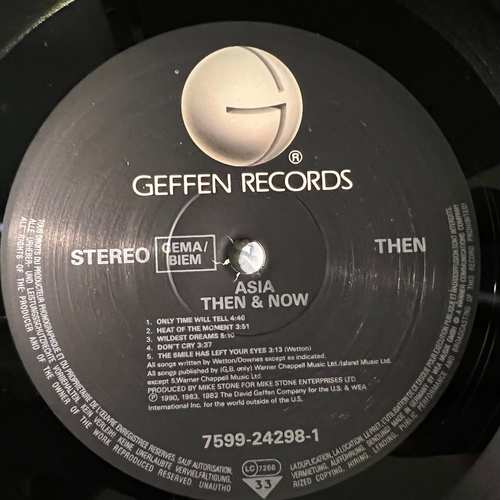 G
®
GEFFEN RECORDS
STEREO
GEMA/
BIEM
THEN
ASIA
THEN & NOW
1. ONLY TIME WILL TELL 4:46
2. HEAT OF THE MOMENT 3:51
3. WILDEST DREAMS 5:10
4. DON'T CRY 3:37
5. THE SMILE HAS LEFT YOUR EYES 3:13 (Wetton)
All songs written by Wetton/Downes except as indicated.
All songs published by (G.B. only) Warner Chappell Music Ltd./Island Music Ltd.
except 5,Warner Chappell Music Ltd.
PRODUCED BY MIKE STONE FOR MIKE STONE ENTERPRISES LTD
℗ 1990, 1983, 1982 The David Geffen Company for the U.S. & WEA
International Inc. for the world outside of the U.S.
7599-24298-1
LC 7266
33